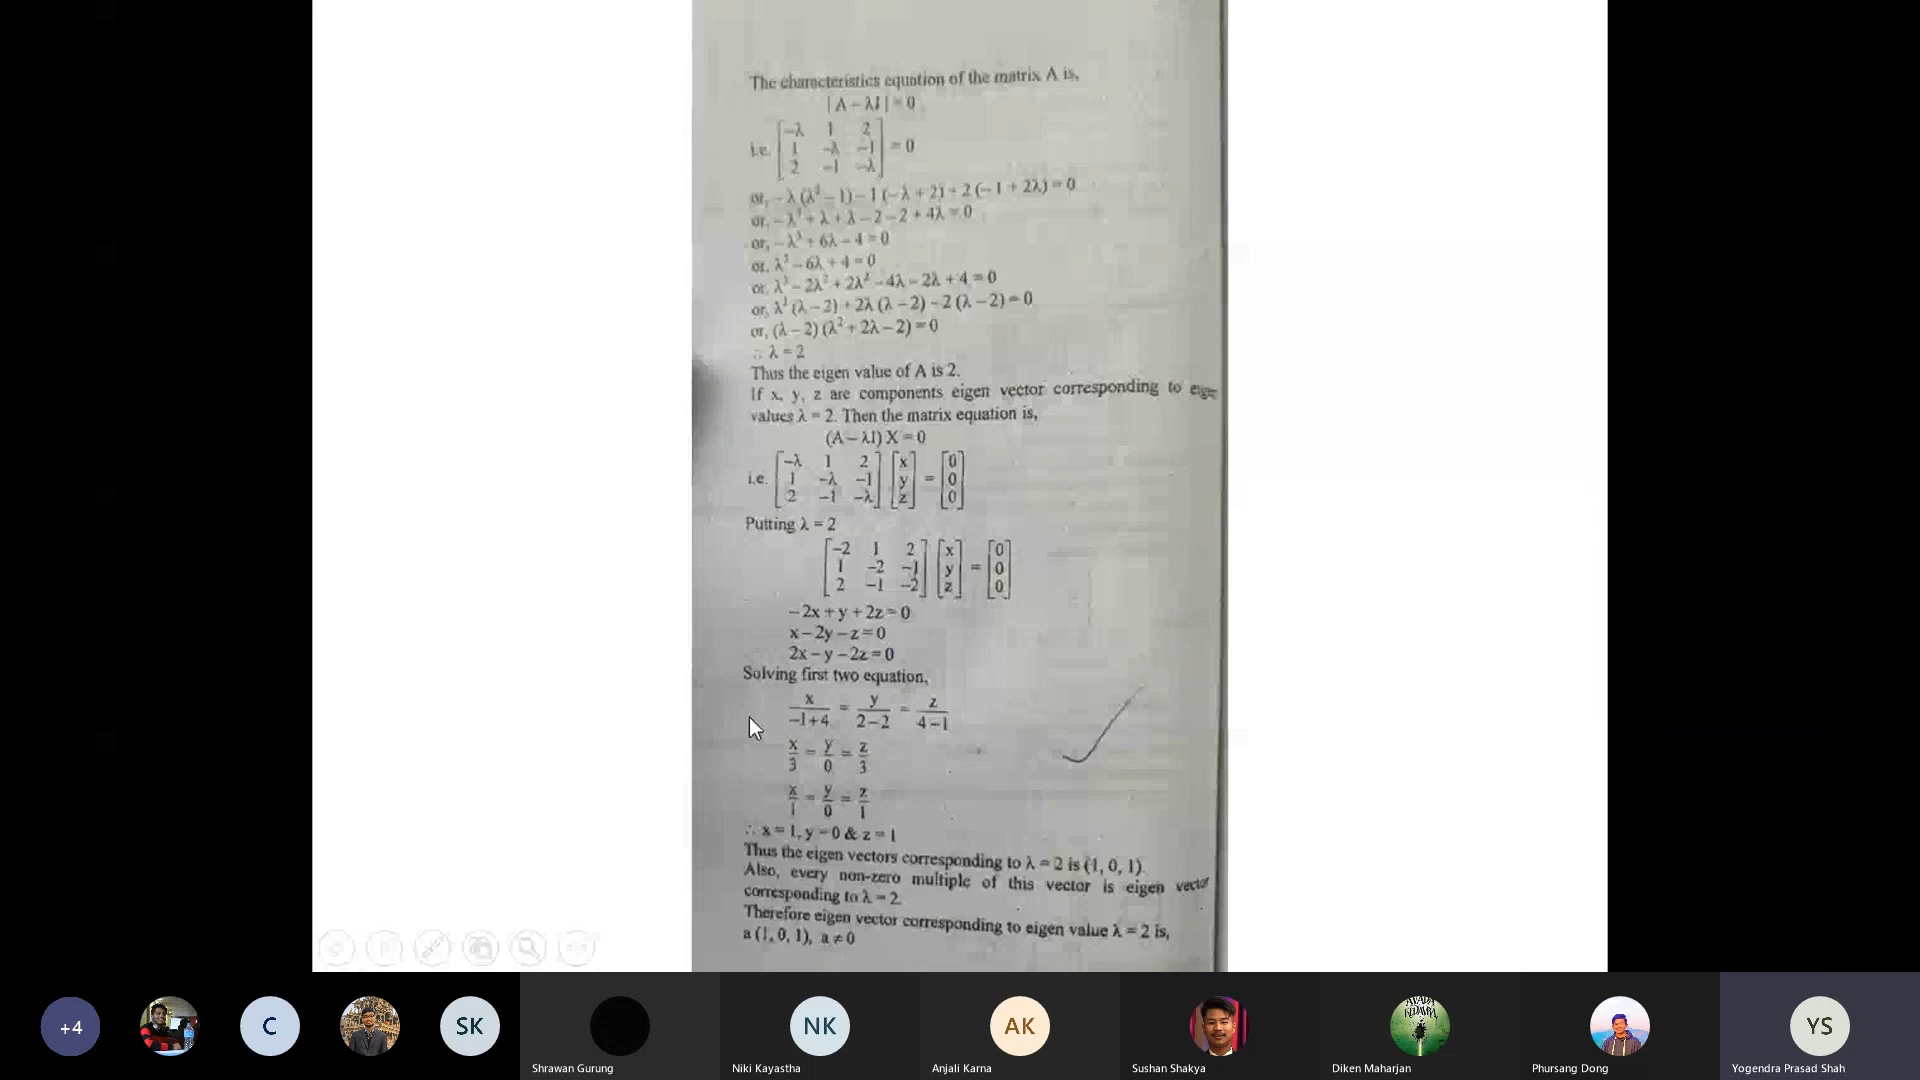 The characteristics equation of the matrix A is,
| A – λI | = 0
i.e. [−λ 1 2
1 −λ −1
2 −1 −λ] = 0
or, – λ (λ² – 1) – 1 (– λ + 2) + 2 (– 1 + 2λ) = 0
or, – λ³ + λ + λ – 2 – 2 + 4λ = 0
or, – λ³ + 6λ – 4 = 0
or, λ³ – 6λ + 4 = 0
or, λ³ – 2λ² + 2λ² – 4λ – 2λ + 4 = 0
or, (λ – 2) + 2λ (λ – 2) – 2 (λ – 2) = 0
or, (λ – 2) (λ² + 2λ – 2) = 0
∴ λ = 2
Thus the eigen value of A is 2.
If x, y, z are components eigen vector corresponding to eigen
values λ = 2. Then the matrix equation is,
(A – λI) X = 0
i.e. [−λ 1 2
1 −λ −1
2 −1 −λ] [x
y
z] = [0
0
0]
Putting λ = 2
[−2 1 2
1 −2 −1
2 −1 −2] [x
y
z] = [0
0
0]
– 2x + y + 2z = 0
x – 2y – z = 0
2x – y – 2z = 0
Solving first two equation,
x/(−1+4) = y/(2−2) = z/(4−1)
x/3 = y/0 = z/3
x/1 = y/0 = z/1
∴ x = 1, y = 0 & z = 1
Thus the eigen vectors corresponding to λ = 2 is (1, 0, 1).
Also, every non-zero multiple of this vector is eigen vector
corresponding to λ = 2.
Therefore eigen vector corresponding to eigen value λ = 2 is,
a (1, 0, 1), a ≠ 0
+4
C
SK
NK
AK
YS
Shrawan Gurung
Niki Kayastha
Anjali Karna
Sushan Shakya
Diken Maharjan
Phursang Dong
Yogendra Prasad Shah